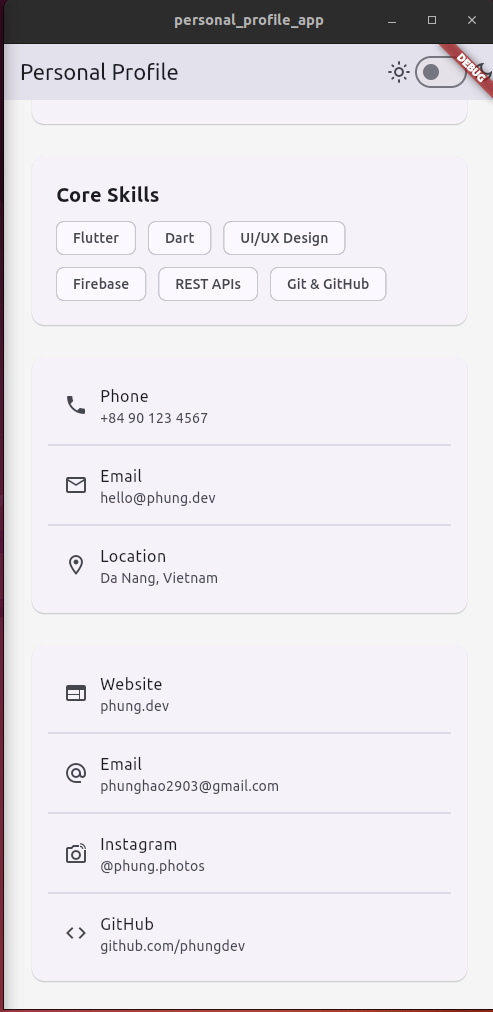 personal_profile_app
Personal Profile
DEBUG
Core Skills
Flutter Dart UI/UX Design
Firebase REST APIs Git & GitHub
Phone
+84 90 123 4567
Email
hello@phung.dev
Location
Da Nang, Vietnam
Website
phung.dev
Email
phunghao2903@gmail.com
Instagram
@phung.photos
GitHub
github.com/phungdev